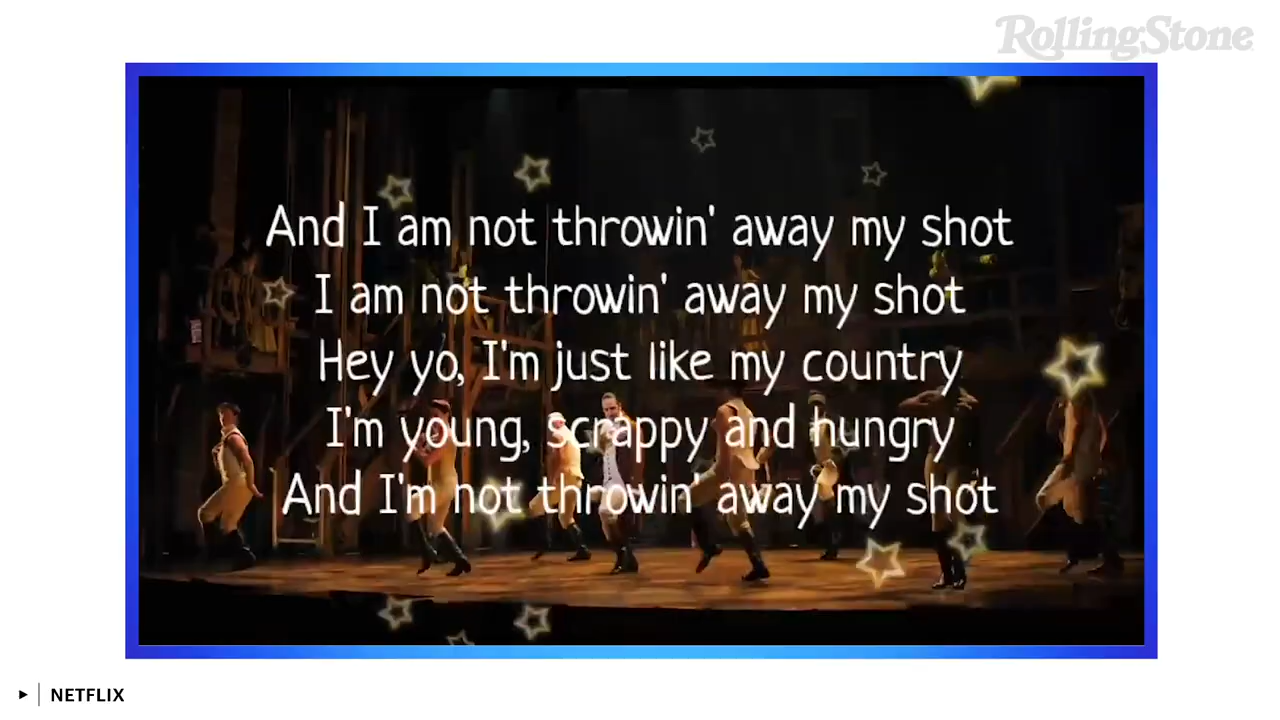 RollingStone
And I am not throwin' away my shot
I am not throwin' away my shot
Hey yo, I'm just like my country
I'm young, scrappy and hungry
And I'm not throwin' away my shot
NETFLIX